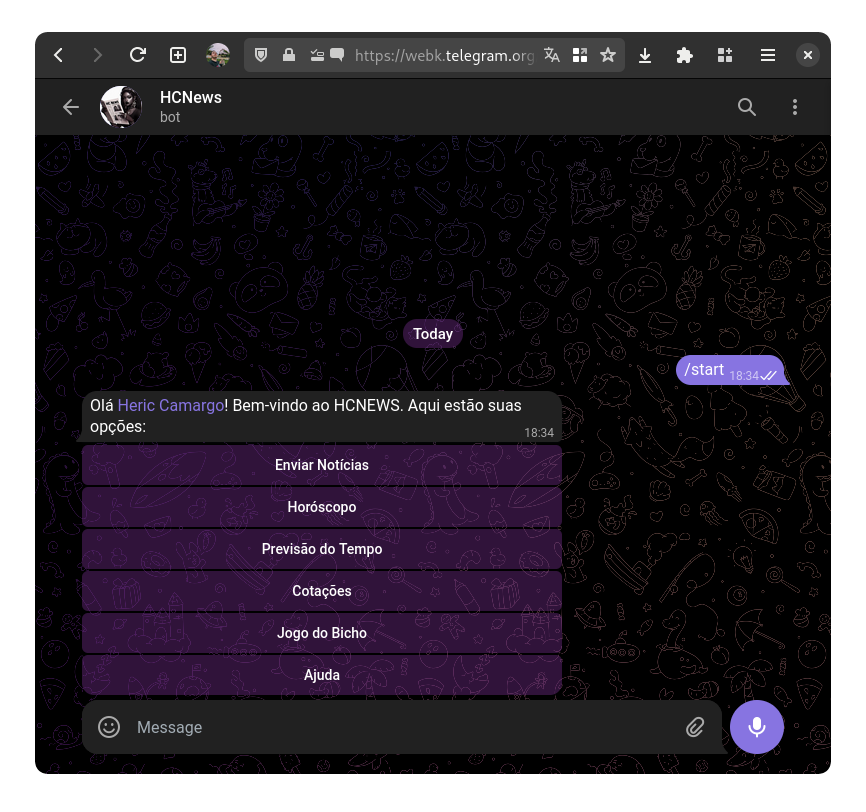 https://webk.telegram.org
HCNews
bot
Today
/start 18:34
Olá Heric Camargo! Bem-vindo ao HCNEWS. Aqui estão suas
opções:
18:34
Enviar Notícias
Horóscopo
Previsão do Tempo
Cotações
Jogo do Bicho
Ajuda
Message